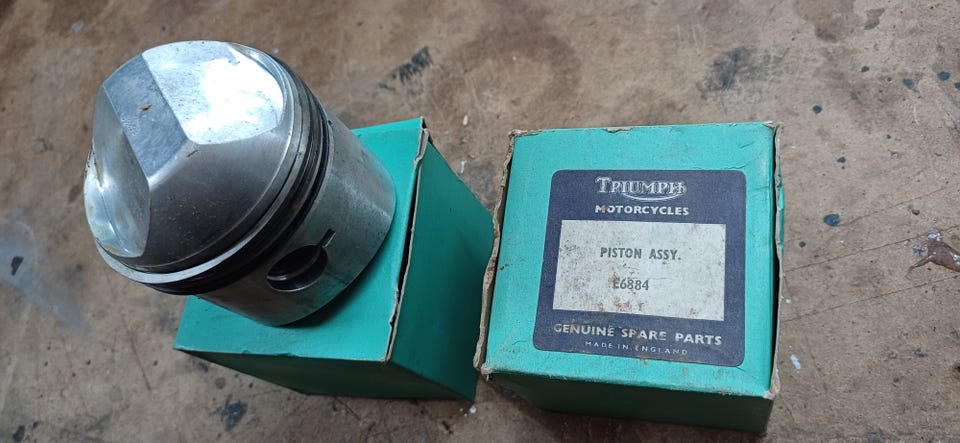 TRIUMPH
MOTORCYCLES
PISTON ASSY.
E6884
GENUINE SPARE PARTS
MADE IN ENGLAND